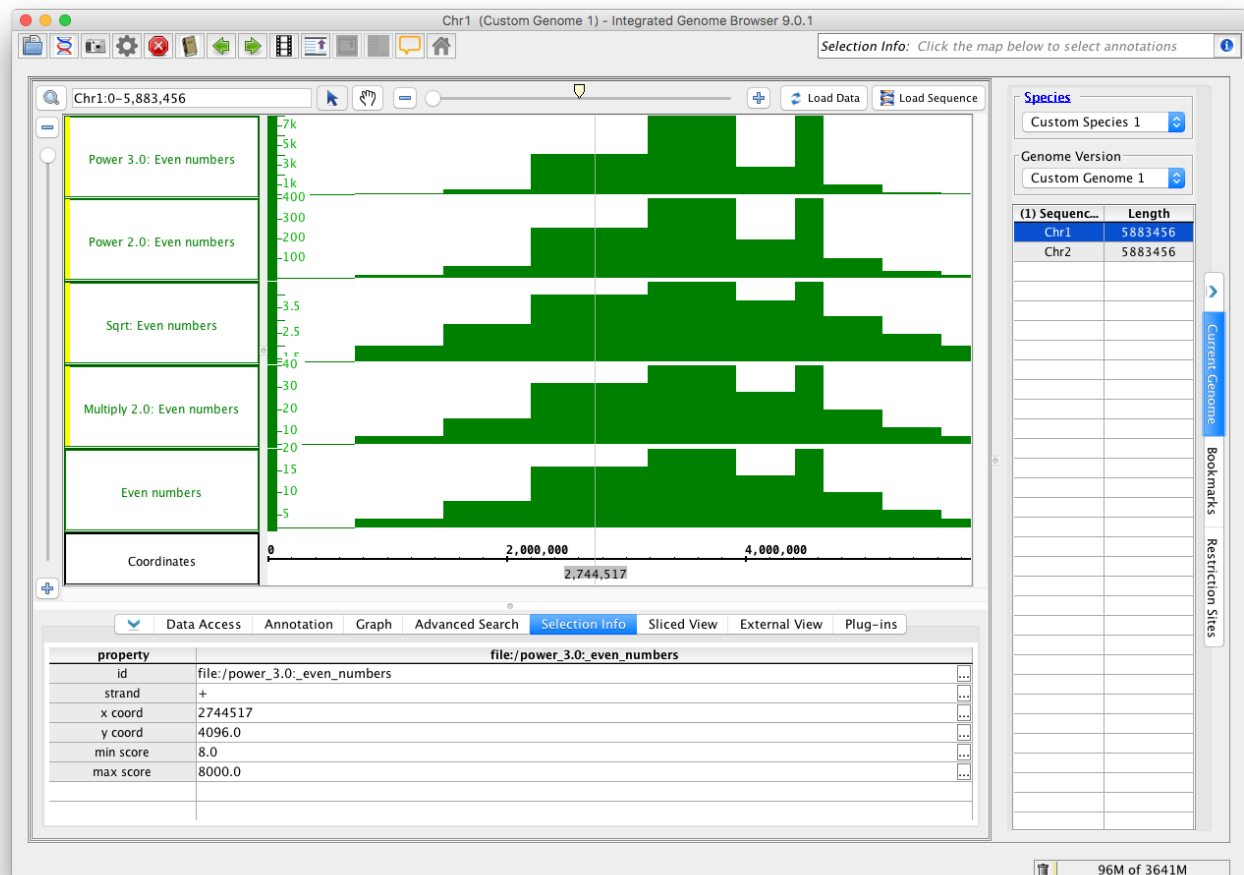 Chr1 (Custom Genome 1) - Integrated Genome Browser 9.0.1
Selection Info: Click the map below to select annotations
Chr1:0-5,883,456
Load Data
Load Sequence
Power 3.0: Even numbers
7k
5k
3k
1k
Power 2.0: Even numbers
400
300
200
100
Sqrt: Even numbers
3.5
2.5
1.5
Multiply 2.0: Even numbers
40
30
20
10
Even numbers
20
15
10
5
Coordinates
0 2,000,000 4,000,000
2,744,517
Data Access Annotation Graph Advanced Search Selection Info Sliced View External View Plug-ins
property file:/power_3.0:_even_numbers
id file:/power_3.0:_even_numbers ...
strand + ...
x coord 2744517 ...
y coord 4096.0 ...
min score 8.0 ...
max score 8000.0 ...
Species
Custom Species 1
Genome Version
Custom Genome 1
(1) Sequenc... Length
Chr1 5883456
Chr2 5883456
Current Genome
Bookmarks
Restriction Sites
96M of 3641M